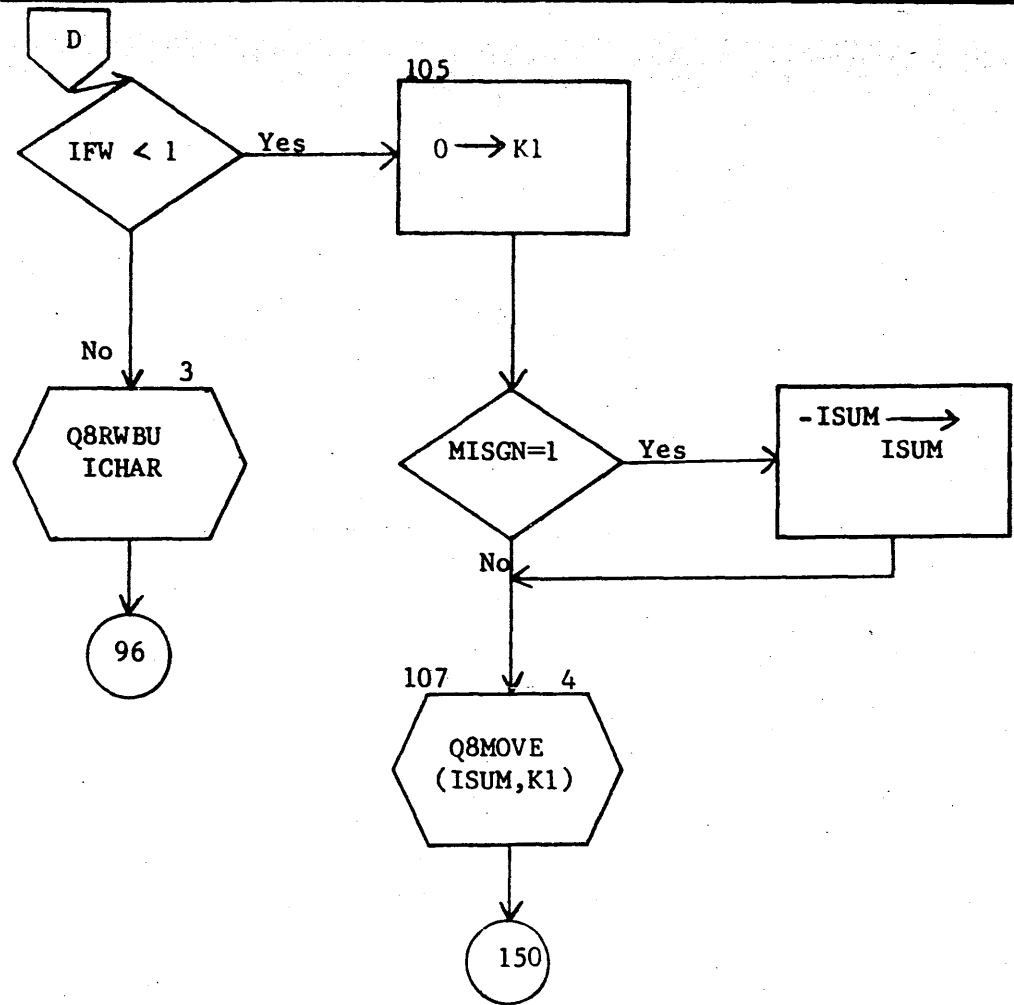 D
IFW < 1
Yes
105
0 → K1
No
3
Q8RWBU
ICHAR
96
MISGN=1
Yes
-ISUM →
ISUM
No
107
4
Q8MOVE
(ISUM,K1)
150